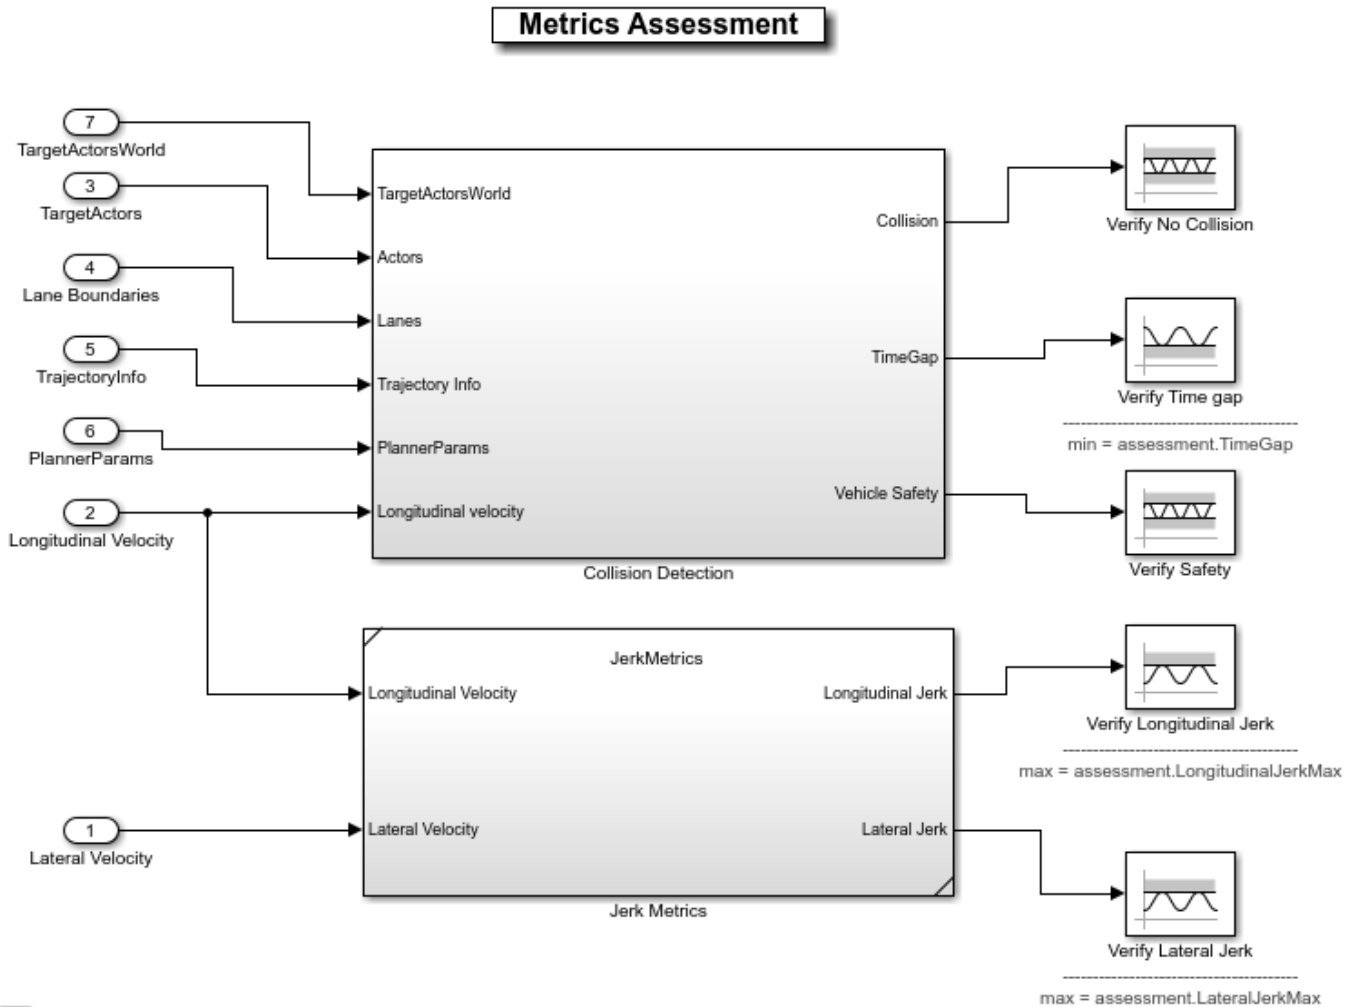 Metrics Assessment
7
TargetActorsWorld
3
TargetActors
4
Lane Boundaries
5
TrajectoryInfo
6
PlannerParams
2
Longitudinal Velocity
1
Lateral Velocity
TargetActorsWorld
Actors
Lanes
Trajectory Info
PlannerParams
Longitudinal velocity
Collision
TimeGap
Vehicle Safety
Collision Detection
JerkMetrics
Longitudinal Velocity
Lateral Velocity
Longitudinal Jerk
Lateral Jerk
Jerk Metrics
Verify No Collision
Verify Time gap
min = assessment.TimeGap
Verify Safety
Verify Longitudinal Jerk
max = assessment.LongitudinalJerkMax
Verify Lateral Jerk
max = assessment.LateralJerkMax